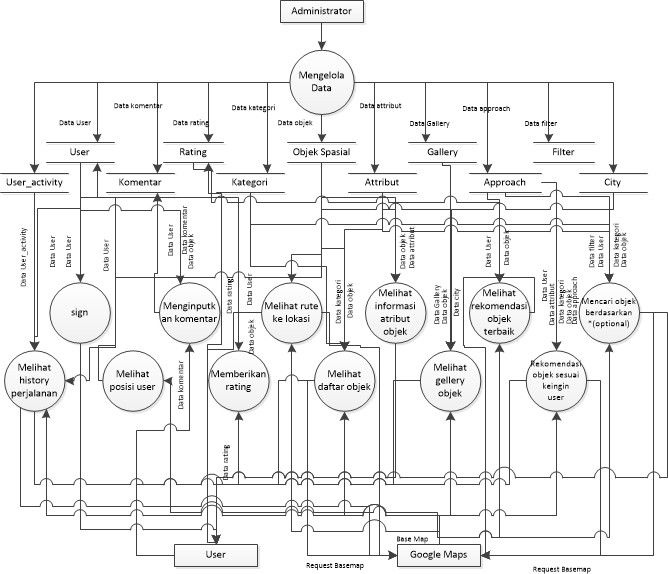 Administrator
Mengelola
Data
Data komentar
Data kategori
Data attribut
Data approach
Data User
Data rating
Data objek
Data Gallery
Data filter
User
Rating
Objek Spasial
Gallery
Filter
User_activity
Komentar
Kategori
Attribut
Approach
City
Data User_activity
Data User
Data User
Data User
Data User
Data komentar
Data objek
Data rating
Data User
Data objek
Data kategori
Data objek
Data objek
Data attribut
Data Gallery
Data objek
Data city
Data User
Data objek
Data User
Data attribut
Data kategori
Data objek
Data approach
Data filter
Data User
Data kategori
Data objek
sign
Menginputk
an komentar
Melihat rute
ke lokasi
Melihat
informasi
atribut
objek
Melihat
rekomendasi
objek
terbaik
Mencari objek
berdasarkan
*(optional)
Melihat
history
perjalanan
Melihat
posisi user
Data komentar
Memberikan
rating
Melihat
daftar objek
Melihat
gellery
objek
Rekomendasi
objek sesuai
keingin
user
Data rating
User
Base Map
Google Maps
Request Basemap
Request Basemap